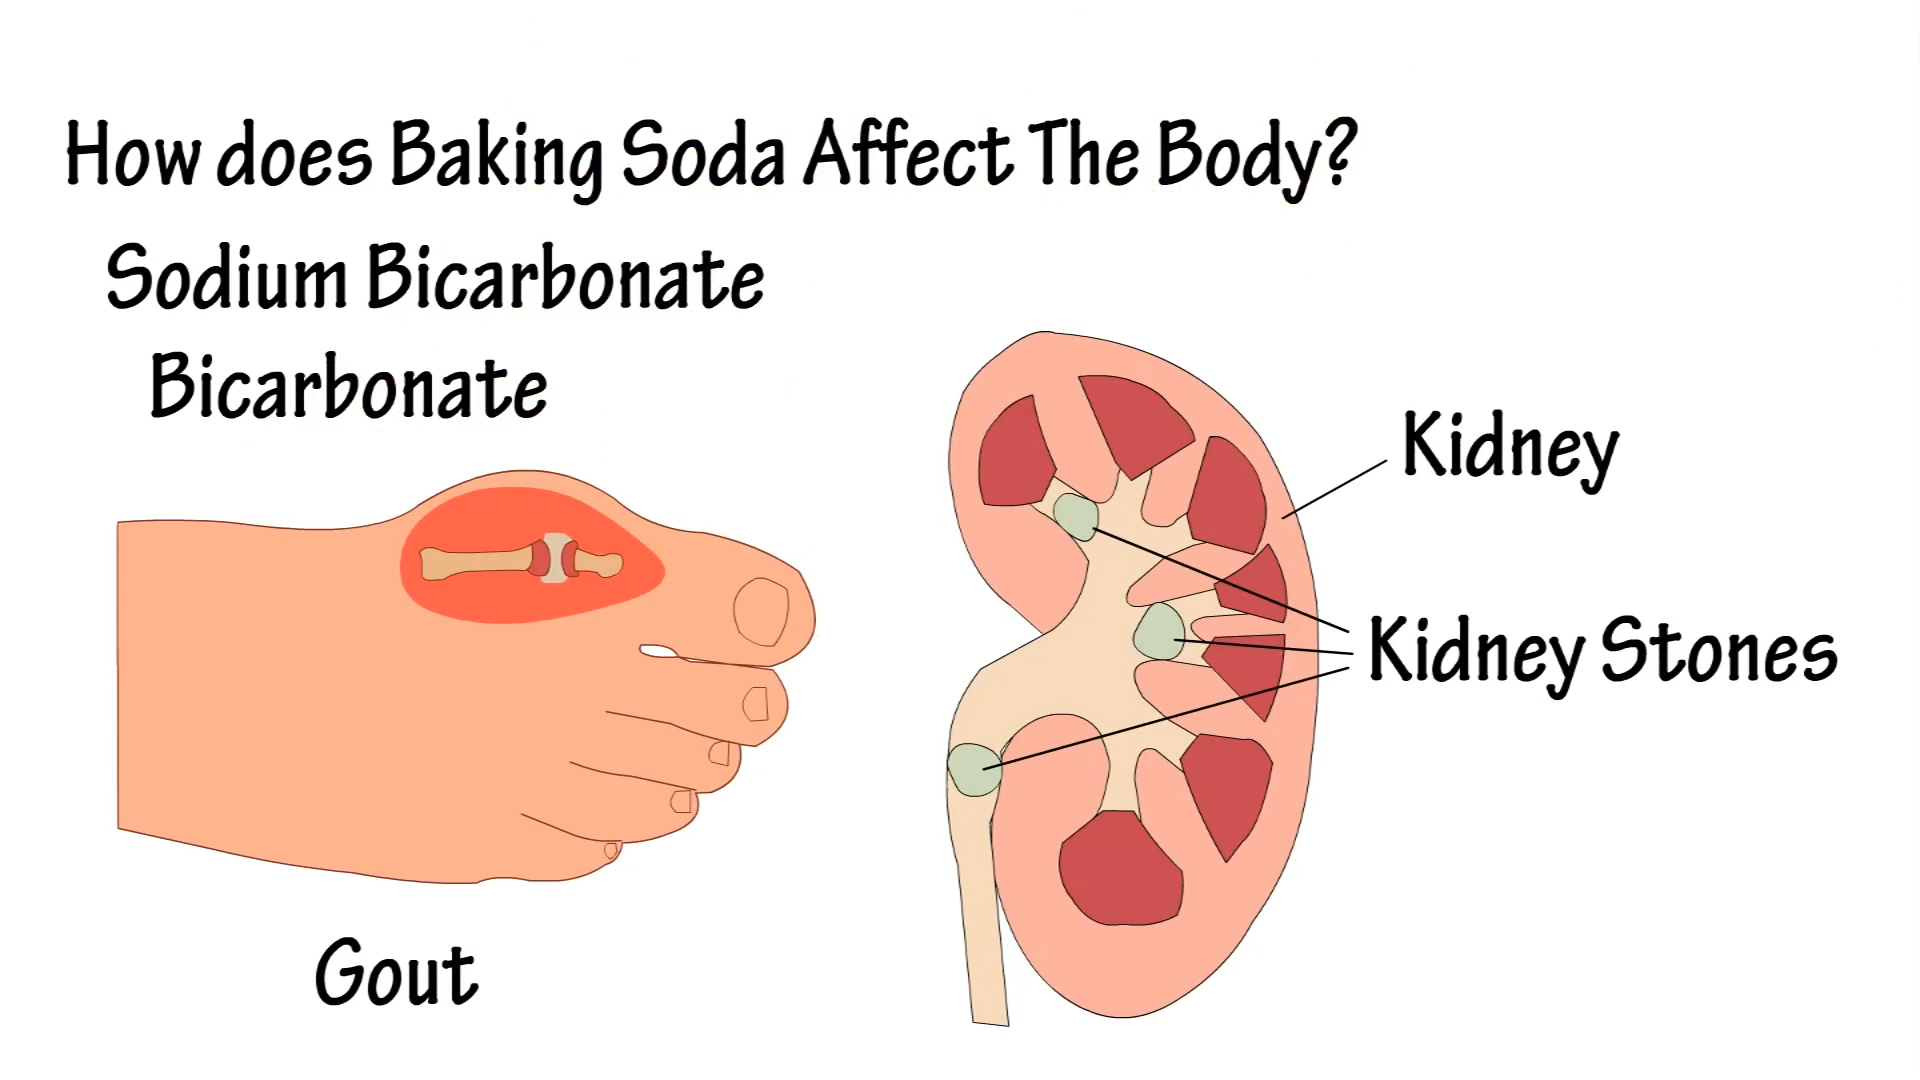 How does Baking Soda Affect The Body?
Sodium Bicarbonate
Bicarbonate
Kidney
Kidney Stones
Gout